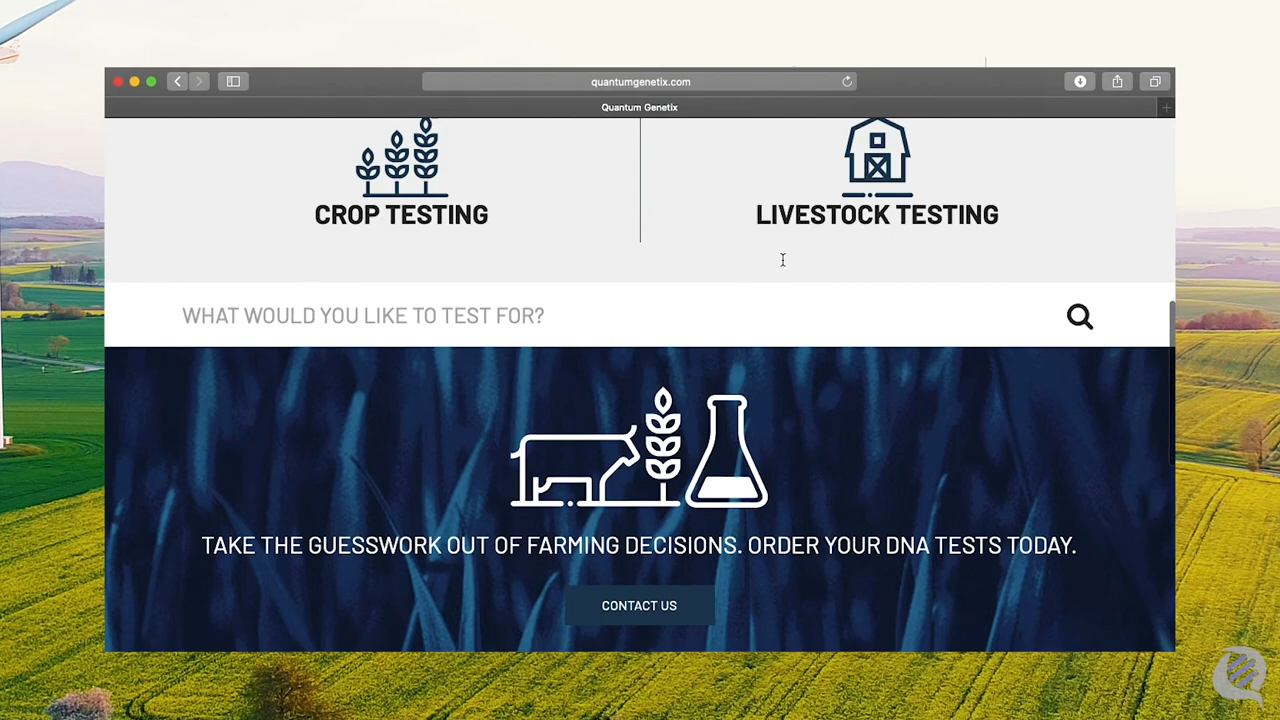 quantumgenetix.com
Quantum Genetix
CROP TESTING
LIVESTOCK TESTING
WHAT WOULD YOU LIKE TO TEST FOR?
TAKE THE GUESSWORK OUT OF FARMING DECISIONS. ORDER YOUR DNA TESTS TODAY.
CONTACT US